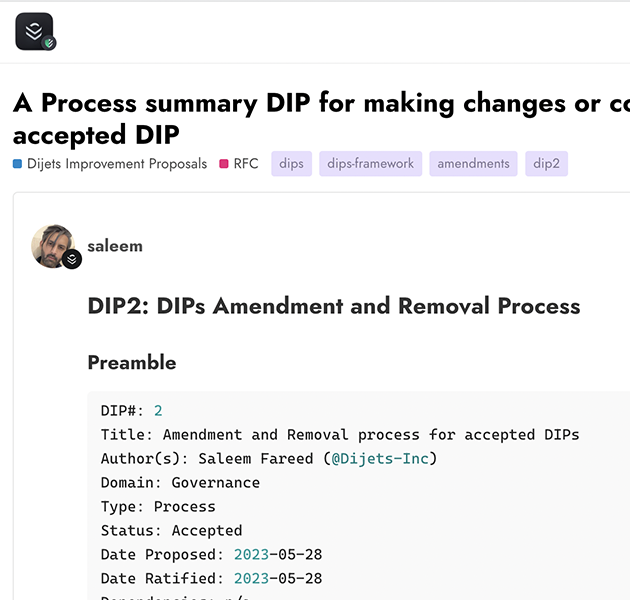 A Process summary DIP for making changes or co
accepted DIP
Dijets Improvement Proposals RFC dips dips-framework amendments dip2
saleem
DIP2: DIPs Amendment and Removal Process
Preamble
DIP#: 2
Title: Amendment and Removal process for accepted DIPs
Author(s): Saleem Fareed (@Dijets-Inc)
Domain: Governance
Type: Process
Status: Accepted
Date Proposed: 2023-05-28
Date Ratified: 2023-05-28